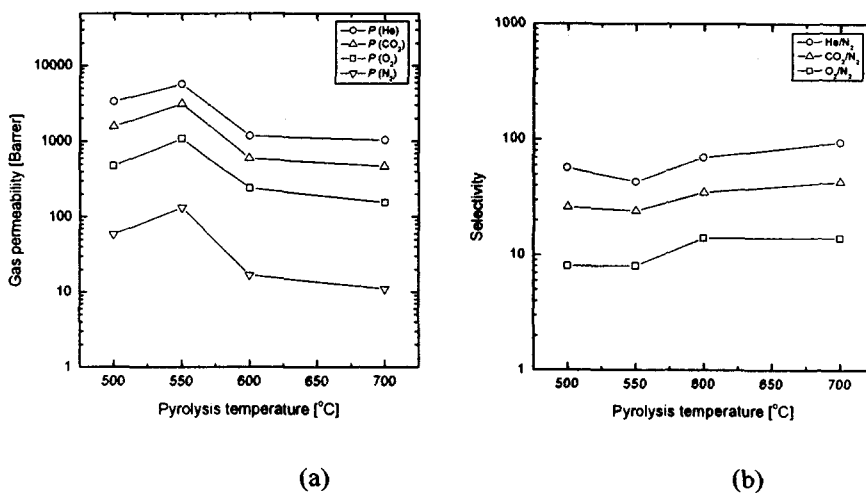 P (He)
P (CO₂)
P (O₂)
P (N₂)
10000
1000
100
10
1
Gas permeability [Barrer]
500 550 600 650 700
Pyrolysis temperature [°C]
(a)
He/N₂
CO₂/N₂
O₂/N₂
1000
100
10
1
Selectivity
500 550 600 650 700
Pyrolysis temperature [°C]
(b)